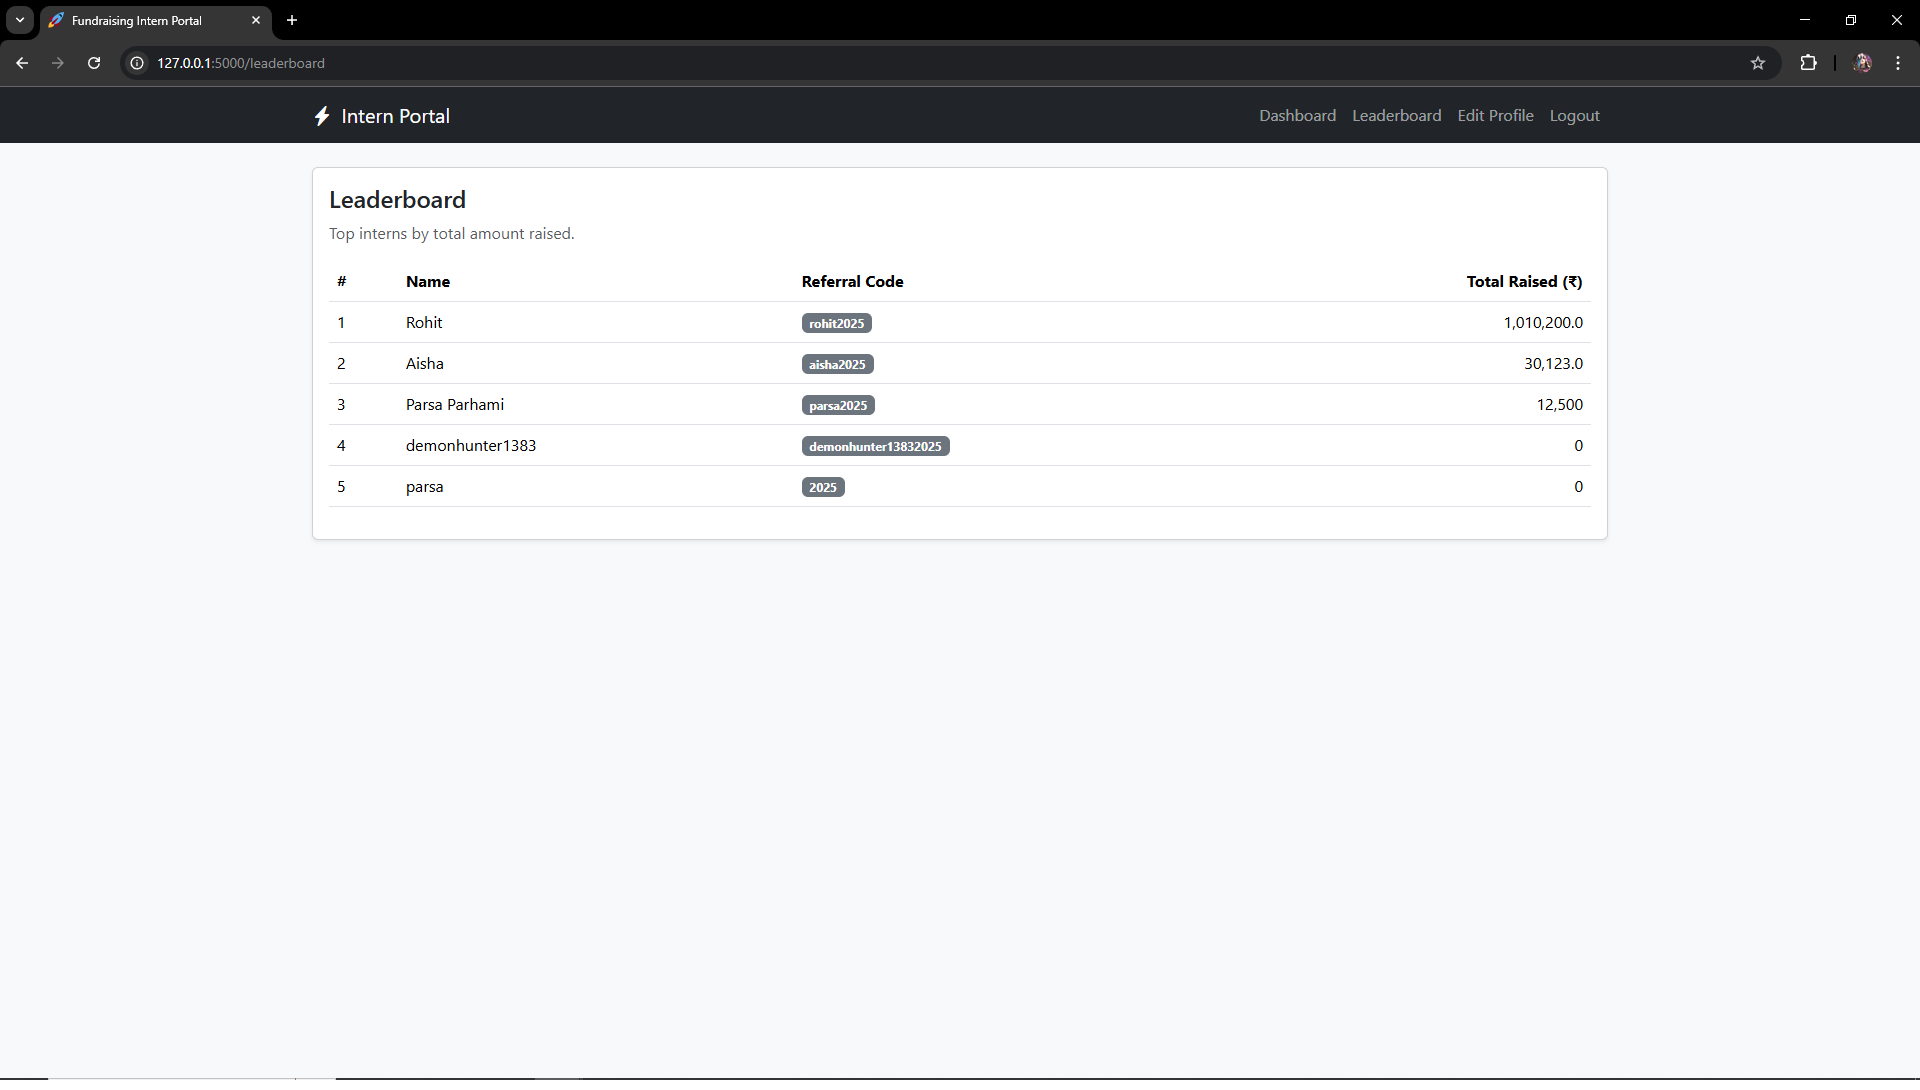 Fundraising Intern Portal
127.0.0.1:5000/leaderboard
Intern Portal Dashboard Leaderboard Edit Profile Logout
Leaderboard
Top interns by total amount raised.
# Name Referral Code Total Raised (₹)
1 Rohit rohit2025 1,010,200.0
2 Aisha aisha2025 30,123.0
3 Parsa Parhami parsa2025 12,500
4 demonhunter1383 demonhunter13832025 0
5 parsa 2025 0